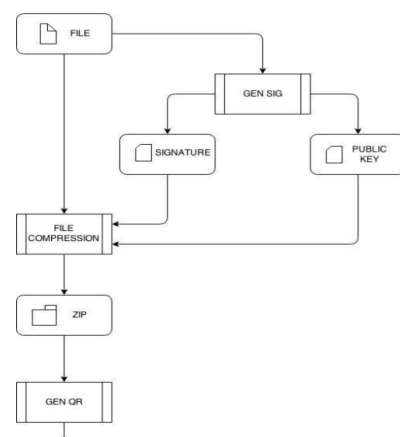 FILE
GEN SIG
SIGNATURE
PUBLIC
KEY
FILE
COMPRESSION
ZIP
GEN QR